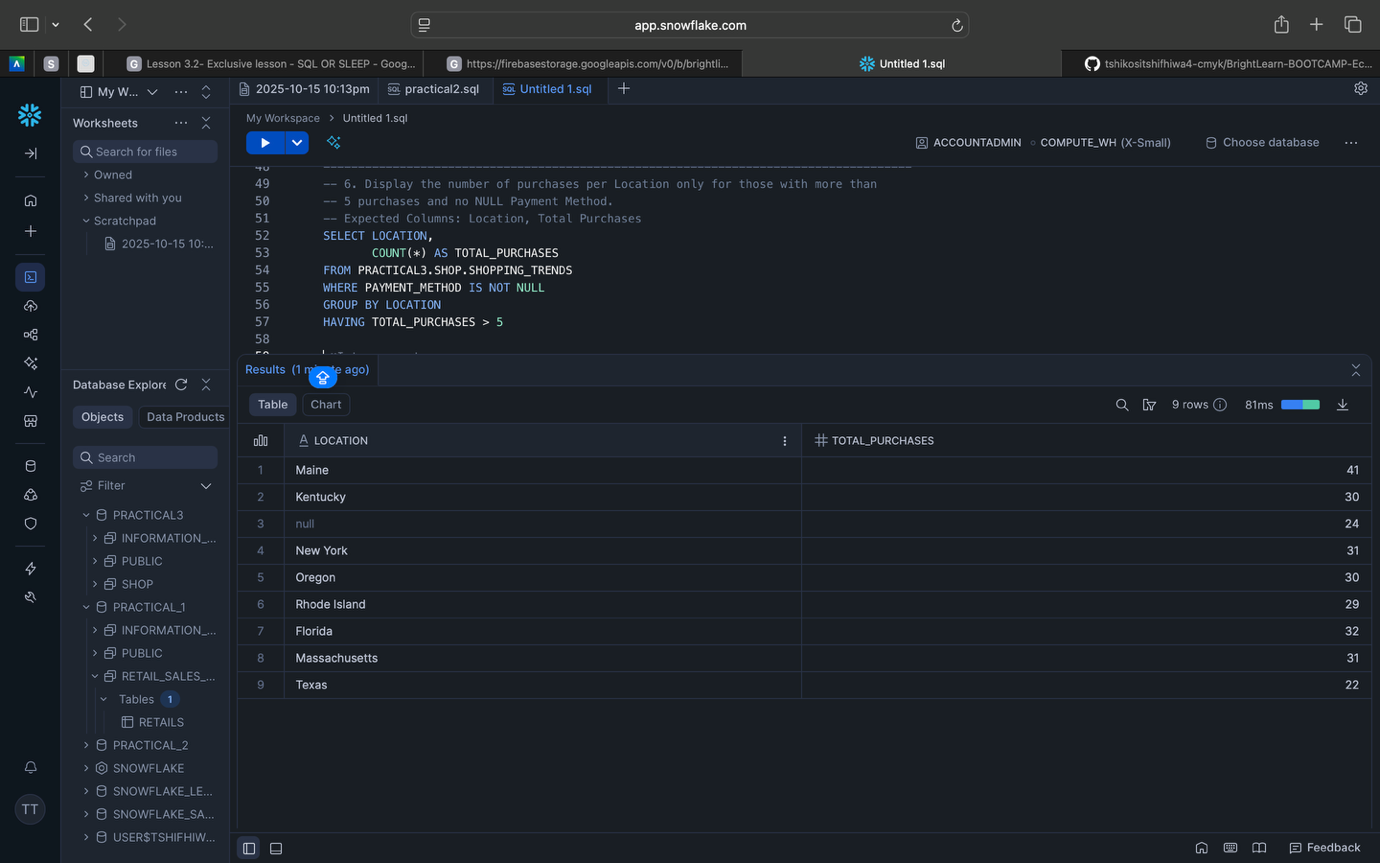 app.snowflake.com
S
G Lesson 3.2- Exclusive lesson - SQL OR SLEEP - Goog...
G https://firebasestorage.googleapis.com/v0/b/brightli...
Untitled 1.sql
tshikositshifhiwa4-cmyk/BrightLearn-BOOTCAMP-Ec...
My W...
2025-10-15 10:13pm
SQL practical2.sql
SQL Untitled 1.sql
Worksheets
My Workspace > Untitled 1.sql
Search for files
ACCOUNTADMIN
COMPUTE_WH (X-Small)
Choose database
Owned
Shared with you
Scratchpad
2025-10-15 10:...
48 --------------------------------------------------------------------------------------
49 -- 6. Display the number of purchases per Location only for those with more than
50 -- 5 purchases and no NULL Payment Method.
51 -- Expected Columns: Location, Total Purchases
52 SELECT LOCATION,
53 COUNT(*) AS TOTAL_PURCHASES
54 FROM PRACTICAL3.SHOP.SHOPPING_TRENDS
55 WHERE PAYMENT_METHOD IS NOT NULL
56 GROUP BY LOCATION
57 HAVING TOTAL_PURCHASES > 5
58
59
Results (1 minute ago)
Table
Chart
9 rows
81ms
LOCATION
TOTAL_PURCHASES
1 Maine 41
2 Kentucky 30
3 null 24
4 New York 31
5 Oregon 30
6 Rhode Island 29
7 Florida 32
8 Massachusetts 31
9 Texas 22
Database Explore
Objects
Data Products
Search
Filter
PRACTICAL3
INFORMATION_...
PUBLIC
SHOP
PRACTICAL_1
INFORMATION_...
PUBLIC
RETAIL_SALES_...
Tables 1
RETAILS
PRACTICAL_2
SNOWFLAKE
SNOWFLAKE_LE...
SNOWFLAKE_SA...
USER$TSHIFHIW...
TT
Feedback